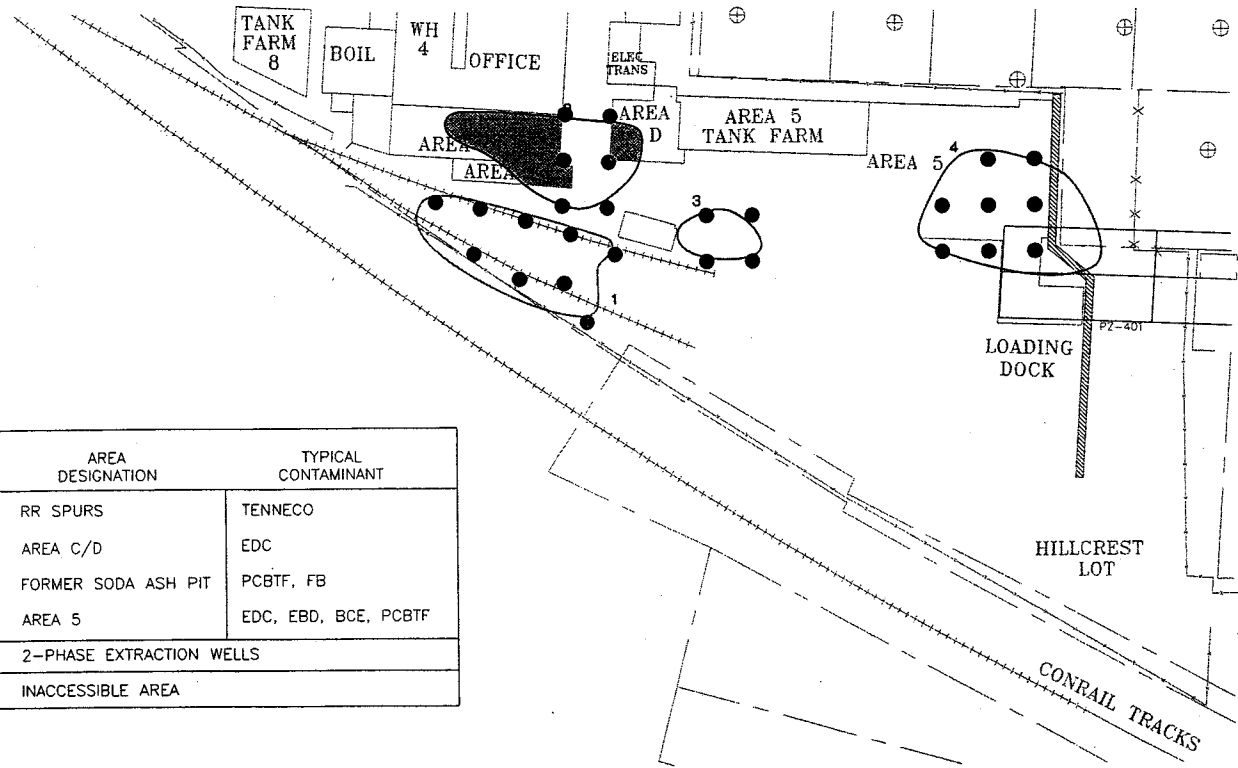 TANK
FARM
8
BOIL
WH
4
OFFICE
ELEC
TRANS
AREA
D
AREA 5
TANK FARM
AREA
AREA
AREA 5
4
3
1
P2-401
LOADING
DOCK
HILLCREST
LOT
CONRAIL TRACKS
AREA
DESIGNATION
TYPICAL
CONTAMINANT
RR SPURS
TENNECO
AREA C/D
EDC
FORMER SODA ASH PIT
PCBTF, FB
AREA 5
EDC, EBD, BCE, PCBTF
2-PHASE EXTRACTION WELLS
INACCESSIBLE AREA